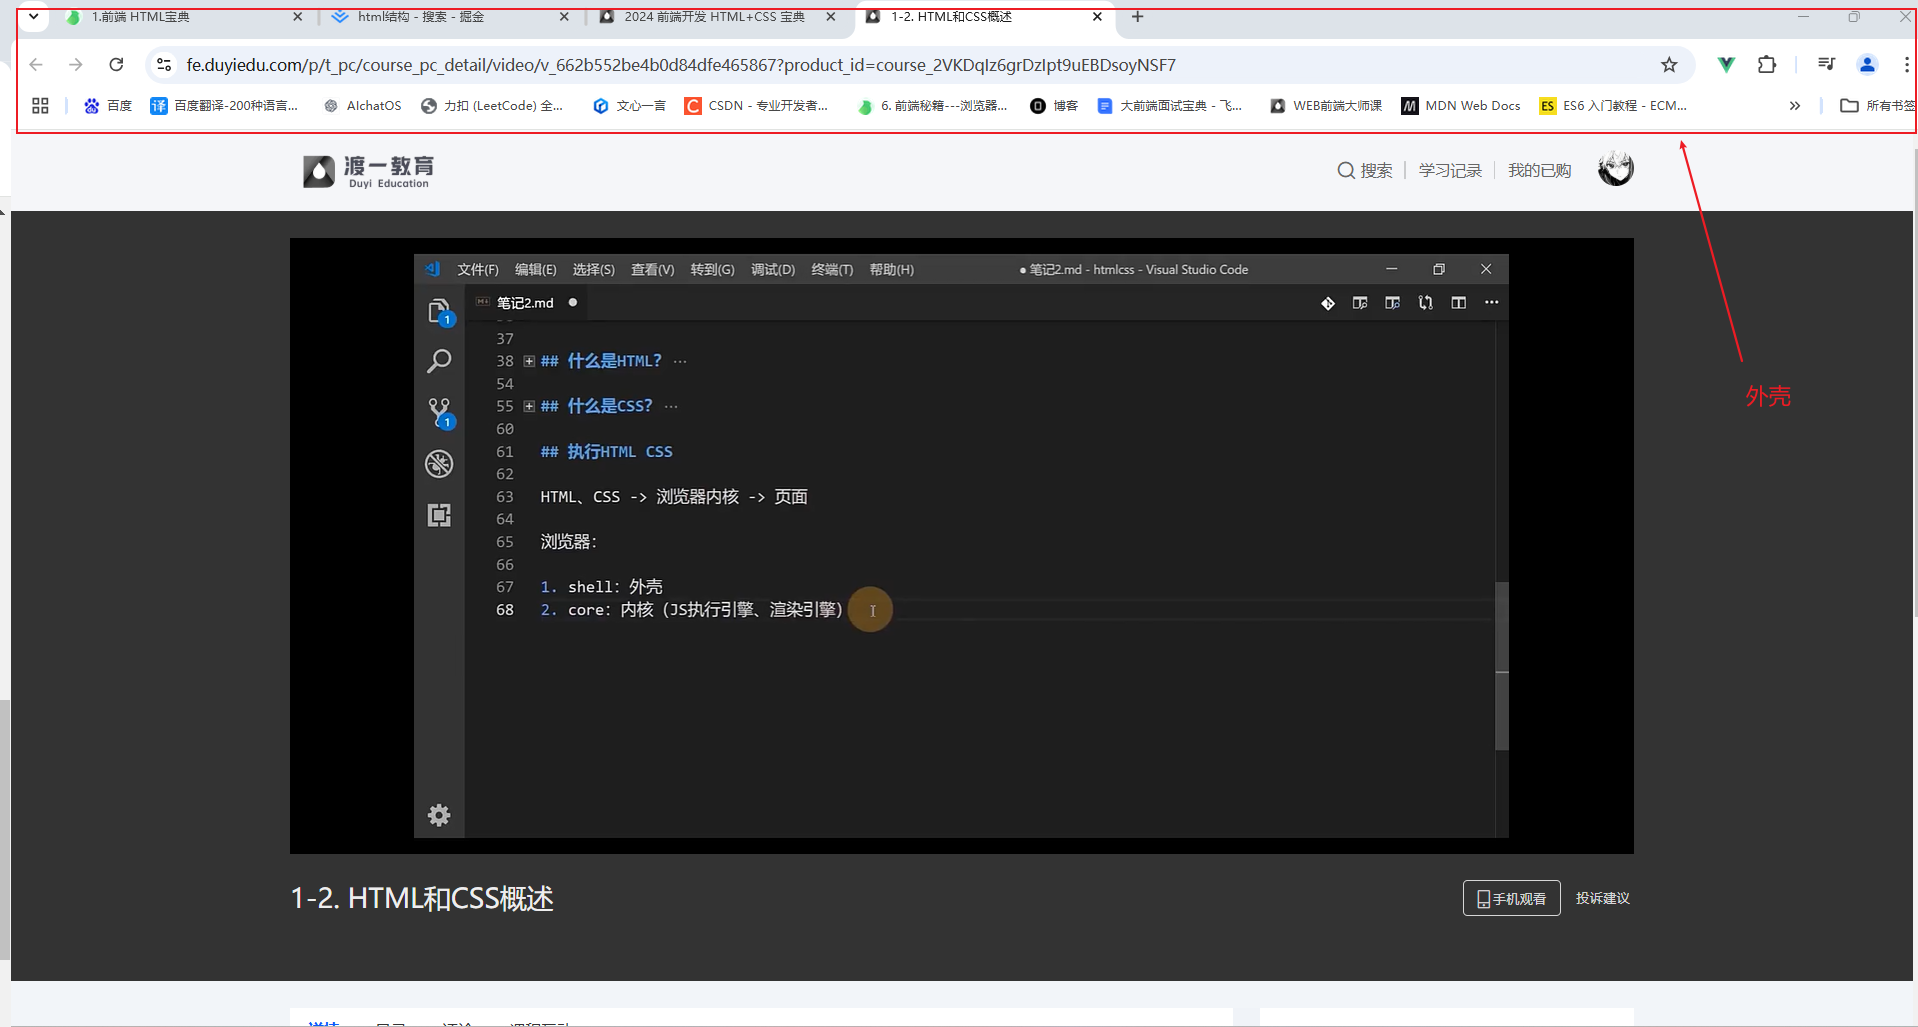 1.前端 HTML宝典
html结构 - 搜索 - 掘金
2024 前端开发 HTML+CSS 宝典
1-2. HTML和CSS概述
fe.duyiedu.com/p/t_pc/course_pc_detail/video/v_662b552be4b0d84dfe465867?product_id=course_2VKDqIz6grDzIpt9uEBDsoyNSF7
百度
译 百度翻译-200种语言...
AIchatOS
力扣 (LeetCode) 全...
文心一言
C CSDN - 专业开发者...
6. 前端秘籍---浏览器...
博客
大前端面试宝典 - 飞...
WEB前端大师课
MDN Web Docs
ES ES6 入门教程 - ECM...
所有书签
渡一教育
Duyi Education
搜索
学习记录
我的已购
外壳
文件(F) 编辑(E) 选择(S) 查看(V) 转到(G) 调试(D) 终端(T) 帮助(H)
● 笔记2.md - htmlcss - Visual Studio Code
笔记2.md ●
1
1
37
38 ## 什么是HTML? ···
54
55 ## 什么是CSS? ···
60
61 ## 执行HTML CSS
62
63 HTML、CSS -> 浏览器内核 -> 页面
64
65 浏览器：
66
67 1. shell：外壳
68 2. core：内核（JS执行引擎、渲染引擎）
1-2. HTML和CSS概述
手机观看
投诉建议